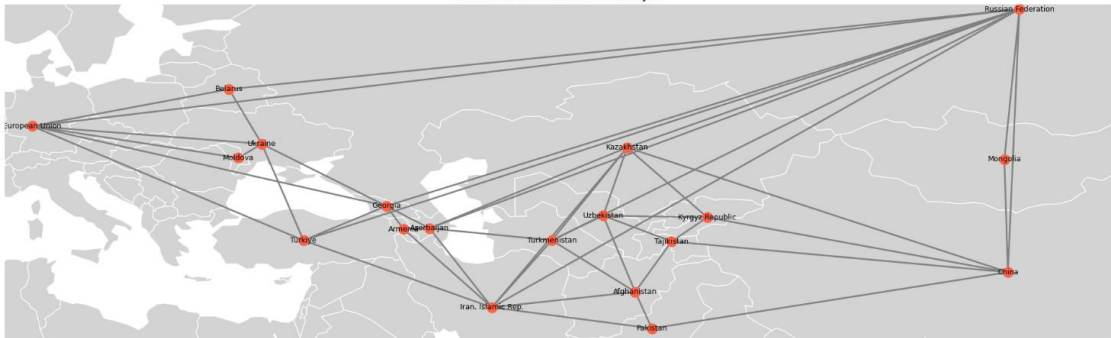 Russian Federation
Belarus
European Union
Ukraine
Kazakhstan
Moldova
Mongolia
Georgia
Uzbekistan
Kyrgyz Republic
Armenia
Azerbaijan
Türkiye
Turkmenistan
Tajikistan
China
Afghanistan
Iran, Islamic Rep.
Pakistan